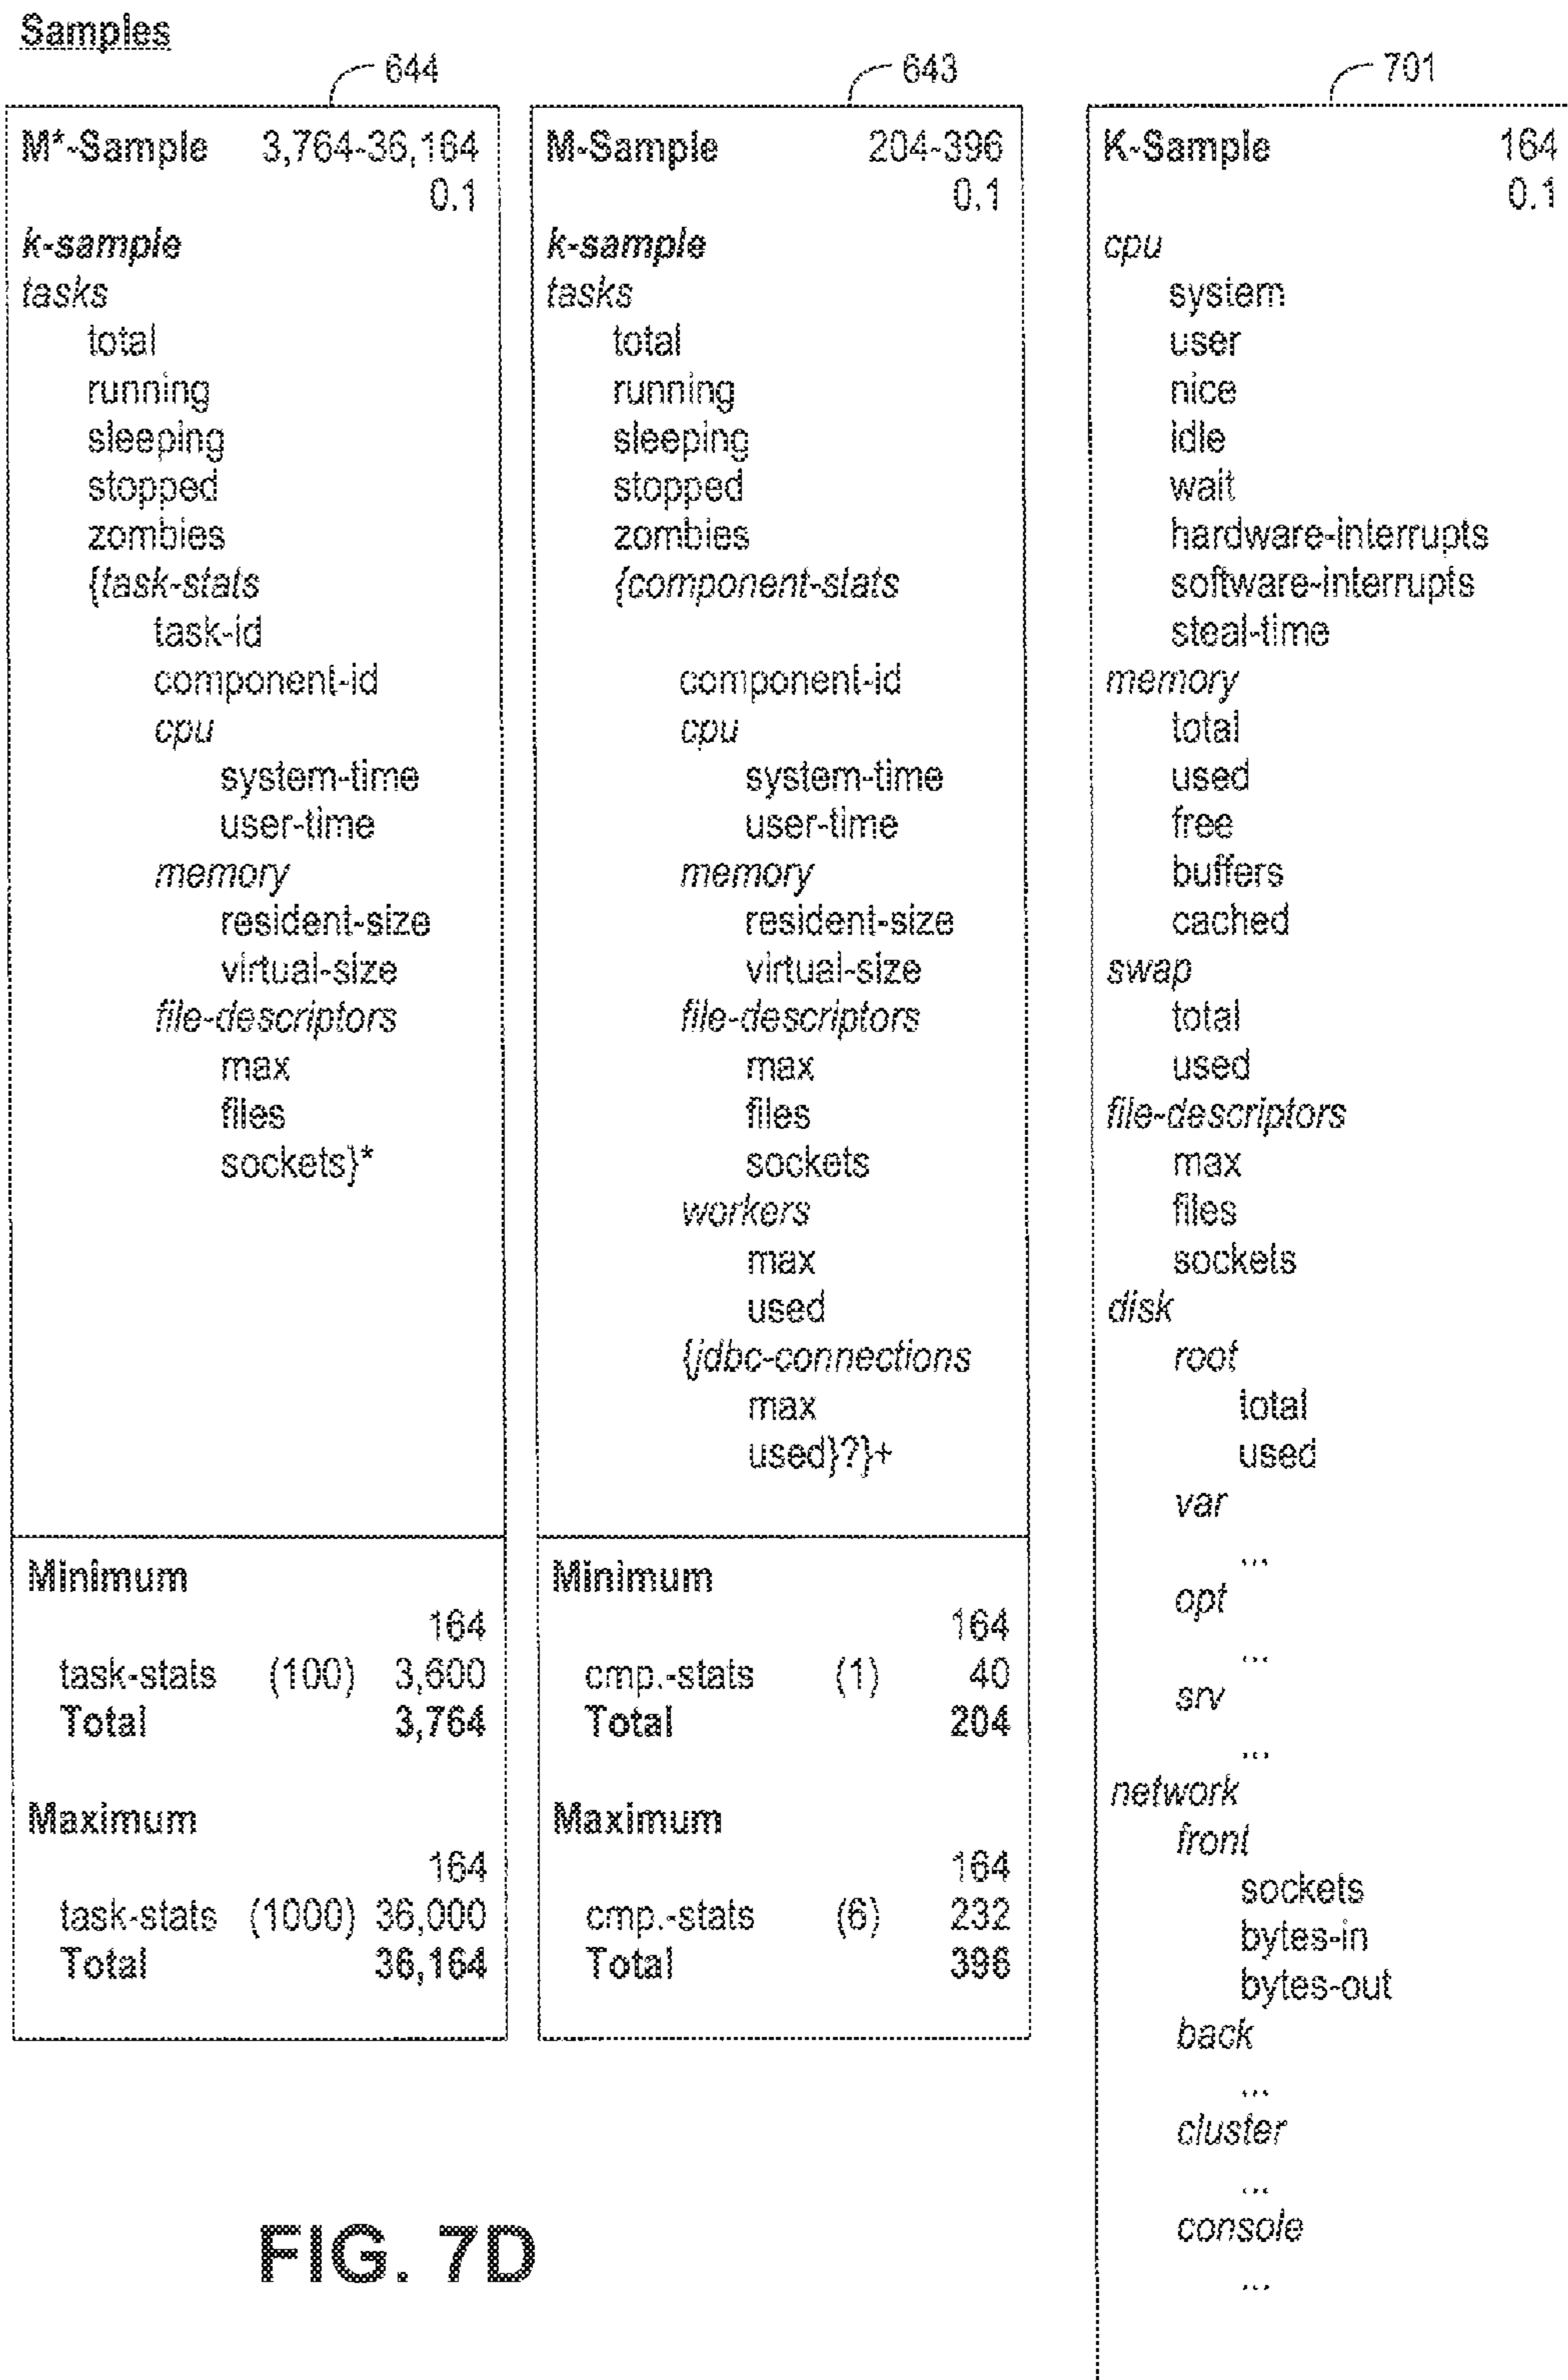 Samples
644
M*-Sample 3,764-36,164
0.1
k-sample
tasks
total
running
sleeping
stopped
zombies
{task-stats
task-id
component-id
cpu
system-time
user-time
memory
resident-size
virtual-size
file-descriptors
max
files
sockets}*
Minimum
164
task-stats (100) 3,600
Total 3,764
Maximum
164
task-stats (1000) 36,000
Total 36,164
643
M-Sample 204-396
0.1
k-sample
tasks
total
running
sleeping
stopped
zombies
{component-stats
component-id
cpu
system-time
user-time
memory
resident-size
virtual-size
file-descriptors
max
files
sockets
workers
max
used
{jdbc-connections
max
used}?}+
Minimum
164
cmp.-stats (1) 40
Total 204
Maximum
164
cmp.-stats (6) 232
Total 396
701
K-Sample 164
0.1
cpu
system
user
nice
idle
wait
hardware-interrupts
software-interrupts
steal-time
memory
total
used
free
buffers
cached
swap
total
used
file-descriptors
max
files
sockets
disk
root
total
used
var
...
opt
...
srv
...
network
front
sockets
bytes-in
bytes-out
back
...
cluster
...
console
...
FIG. 7D